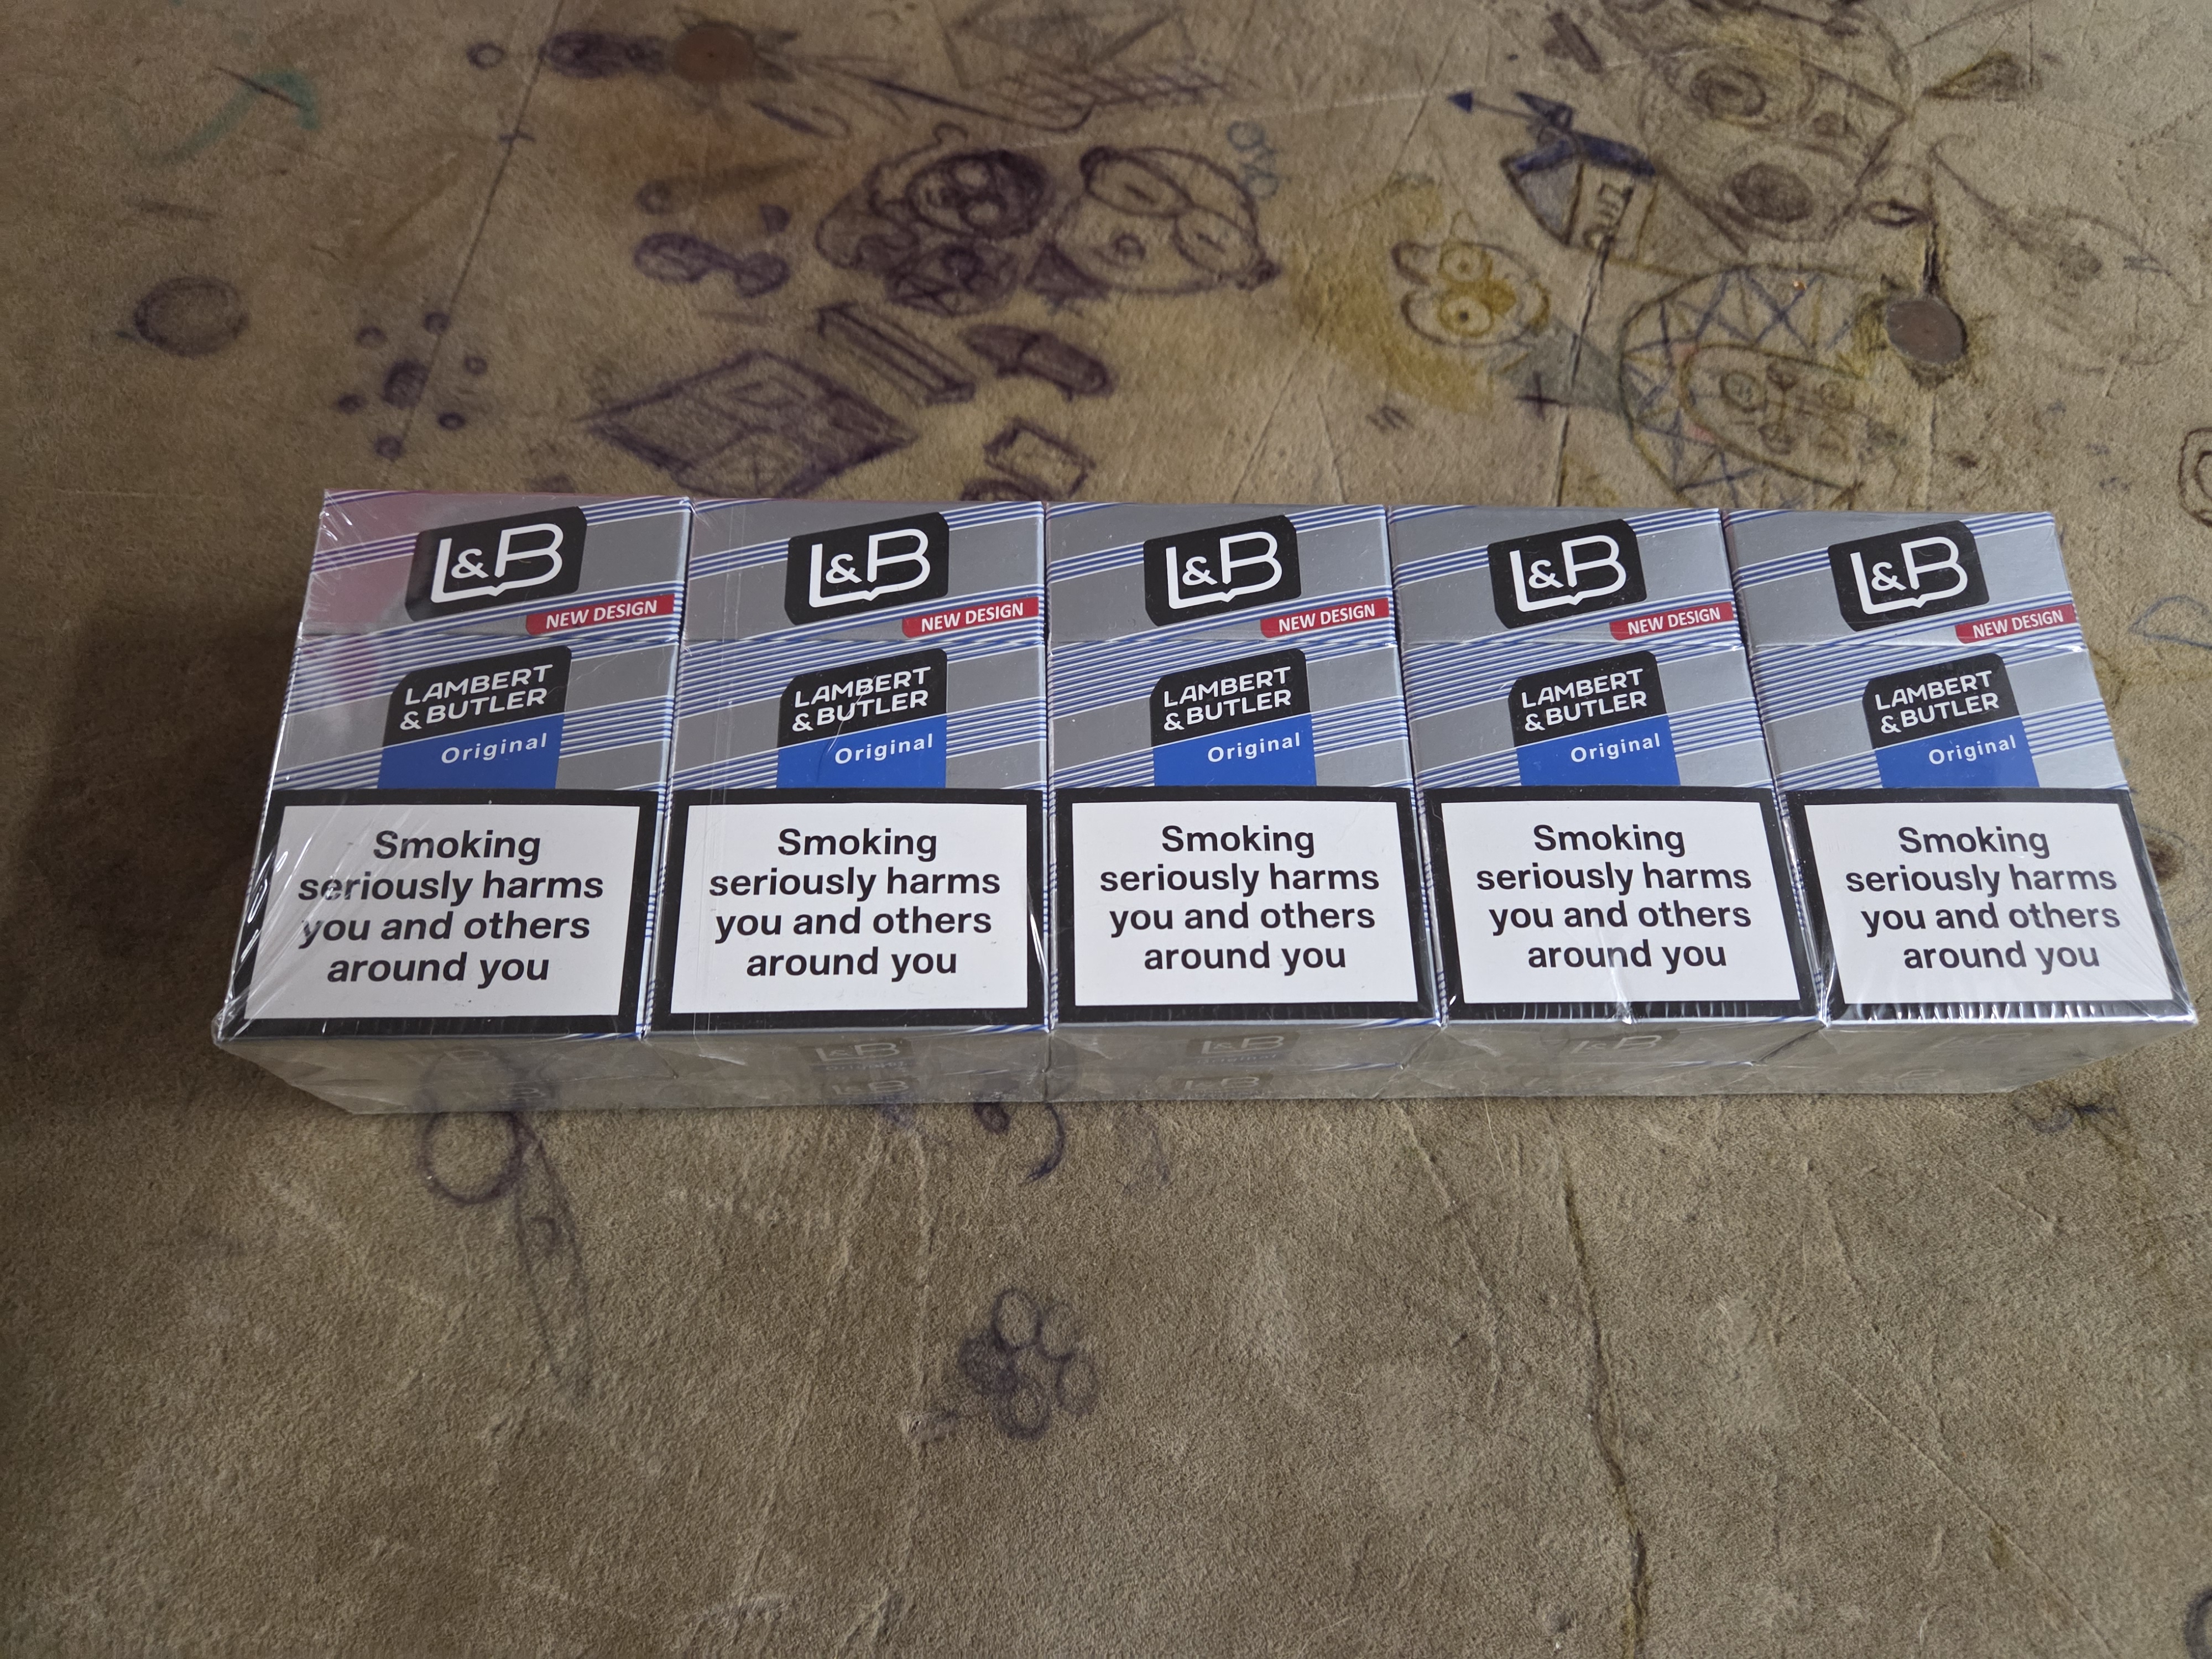 L&B
NEW DESIGN
LAMBERT
& BUTLER
Original
Smoking
seriously harms
you and others
around you
L&B
NEW DESIGN
LAMBERT
& BUTLER
Original
Smoking
seriously harms
you and others
around you
L&B
Original
L&B
L&B
NEW DESIGN
LAMBERT
& BUTLER
Original
Smoking
seriously harms
you and others
around you
L&B
Original
L&B
L&B
NEW DESIGN
LAMBERT
& BUTLER
Original
Smoking
seriously harms
you and others
around you
L&B
L&B
NEW DESIGN
LAMBERT
& BUTLER
Original
Smoking
seriously harms
you and others
around you